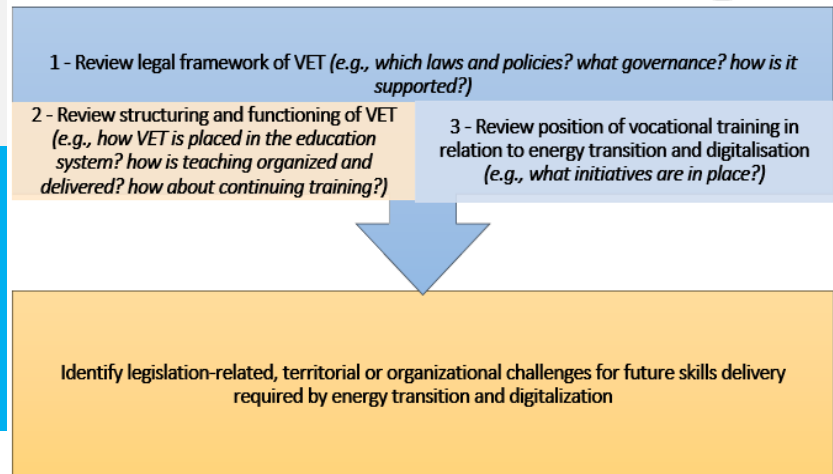 1 - Review legal framework of VET (e.g., which laws and policies? what governance? how is it
supported?)
2 - Review structuring and functioning of VET
(e.g., how VET is placed in the education
system? how is teaching organized and
delivered? how about continuing training?)
3 - Review position of vocational training in
relation to energy transition and digitalisation
(e.g., what initiatives are in place?)
Identify legislation-related, territorial or organizational challenges for future skills delivery
required by energy transition and digitalization